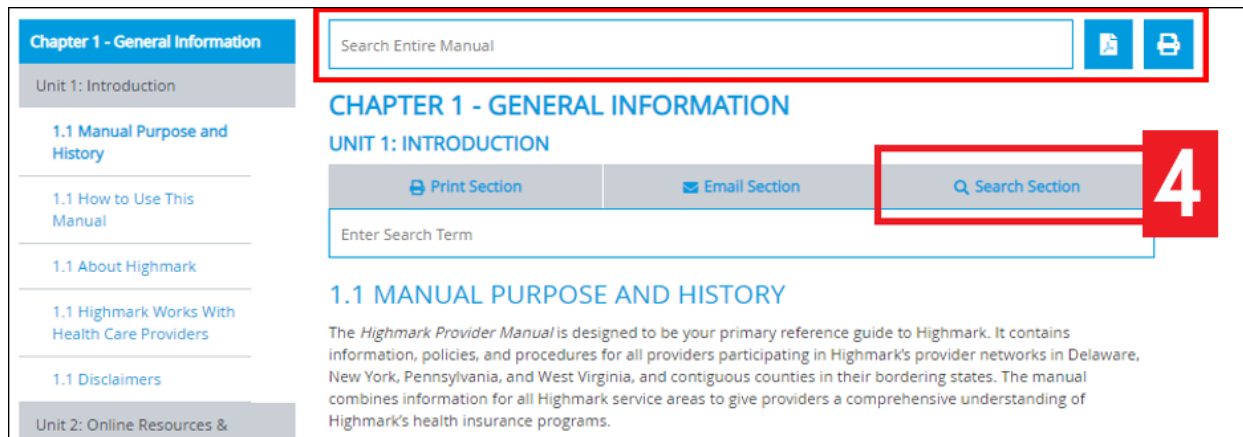 Chapter 1 - General Information
Unit 1: Introduction
1.1 Manual Purpose and
History
1.1 How to Use This
Manual
1.1 About Highmark
1.1 Highmark Works With
Health Care Providers
1.1 Disclaimers
Unit 2: Online Resources &
Search Entire Manual
CHAPTER 1 - GENERAL INFORMATION
UNIT 1: INTRODUCTION
Print Section
Email Section
Search Section
4
Enter Search Term
1.1 MANUAL PURPOSE AND HISTORY
The Highmark Provider Manual is designed to be your primary reference guide to Highmark. It contains
information, policies, and procedures for all providers participating in Highmark's provider networks in Delaware,
New York, Pennsylvania, and West Virginia, and contiguous counties in their bordering states. The manual
combines information for all Highmark service areas to give providers a comprehensive understanding of
Highmark's health insurance programs.